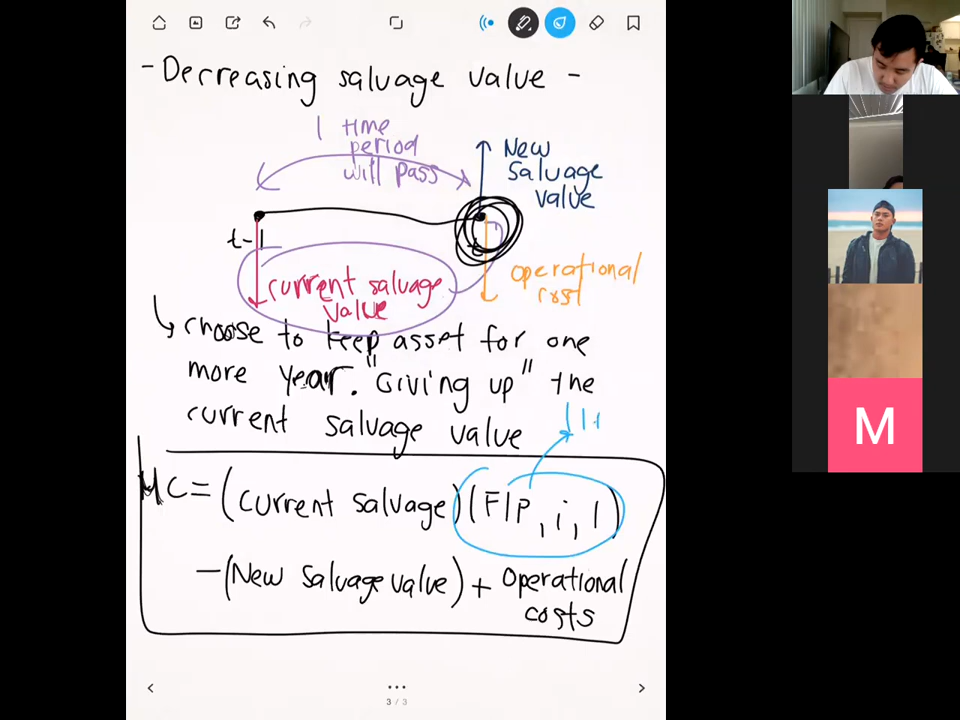 - Decreasing salvage value -
1 time
period
will pass
New
salvage
value
t-1
t
current salvage
value
operational
cost
choose to keep asset for one
more year. "Giving up" the
current salvage value
MC = (current salvage)(F|P, i, 1)
- (New salvage value) + Operational
costs
3 / 3
M